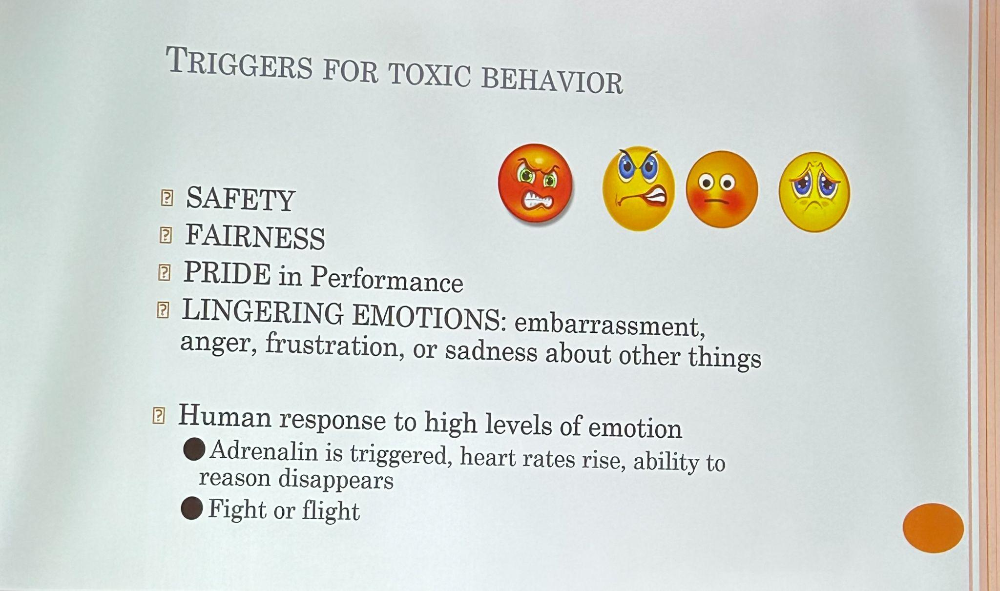 TRIGGERS FOR TOXIC BEHAVIOR
SAFETY
FAIRNESS
PRIDE in Performance
LINGERING EMOTIONS: embarrassment,
anger, frustration, or sadness about other things
Human response to high levels of emotion
Adrenalin is triggered, heart rates rise, ability to
reason disappears
Fight or flight